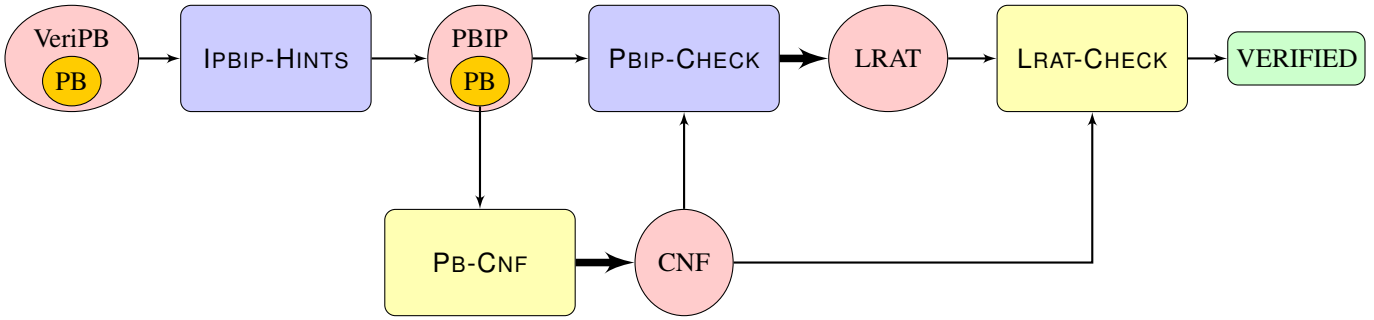 VeriPB
PB
IPBIP-HINTS
PBIP
PB
PBIP-CHECK
LRAT
LRAT-CHECK
VERIFIED
PB-CNF
CNF